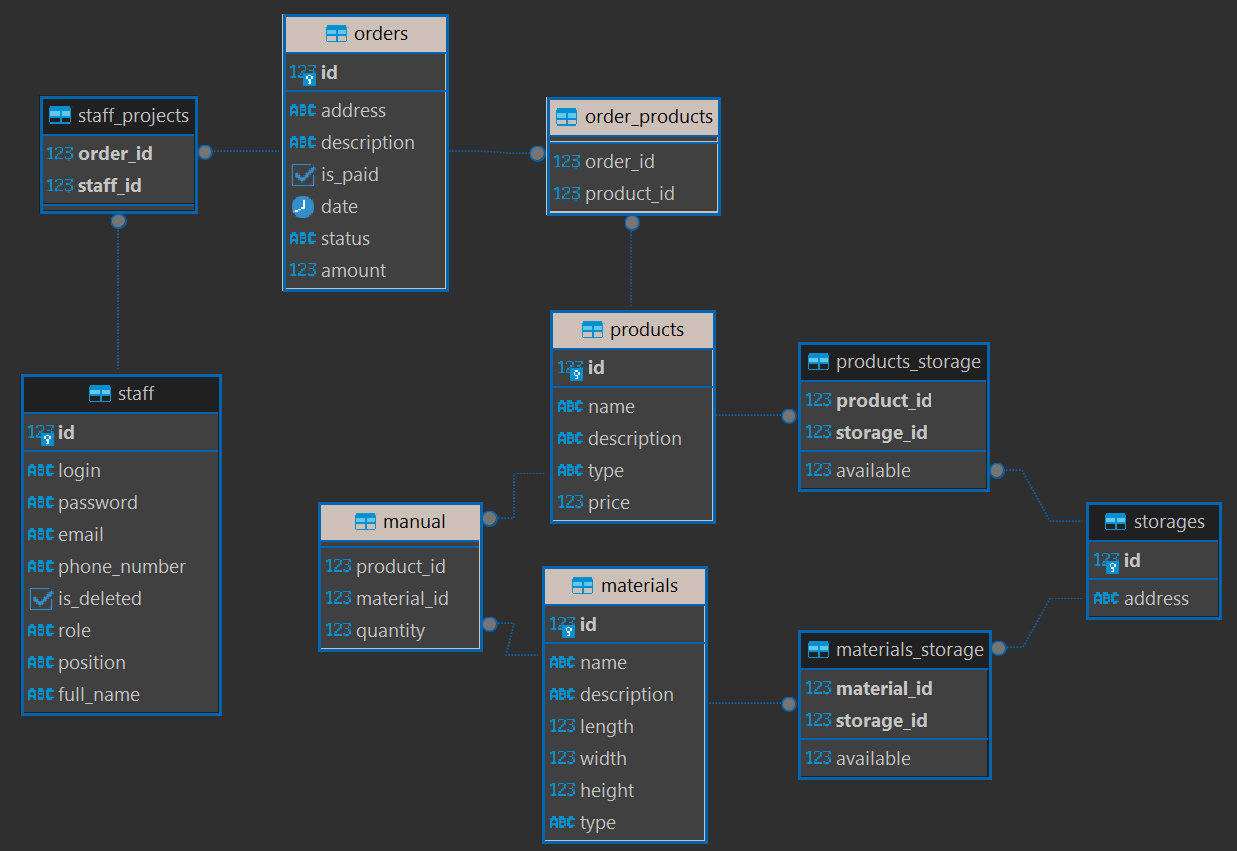 orders
123 id
ABC address
ABC description
is_paid
date
ABC status
123 amount
staff_projects
123 order_id
123 staff_id
order_products
123 order_id
123 product_id
staff
123 id
ABC login
ABC password
ABC email
ABC phone_number
is_deleted
ABC role
ABC position
ABC full_name
products
123 id
ABC name
ABC description
ABC type
123 price
products_storage
123 product_id
123 storage_id
123 available
manual
123 product_id
123 material_id
123 quantity
materials
123 id
ABC name
ABC description
123 length
123 width
123 height
ABC type
storages
123 id
ABC address
materials_storage
123 material_id
123 storage_id
123 available